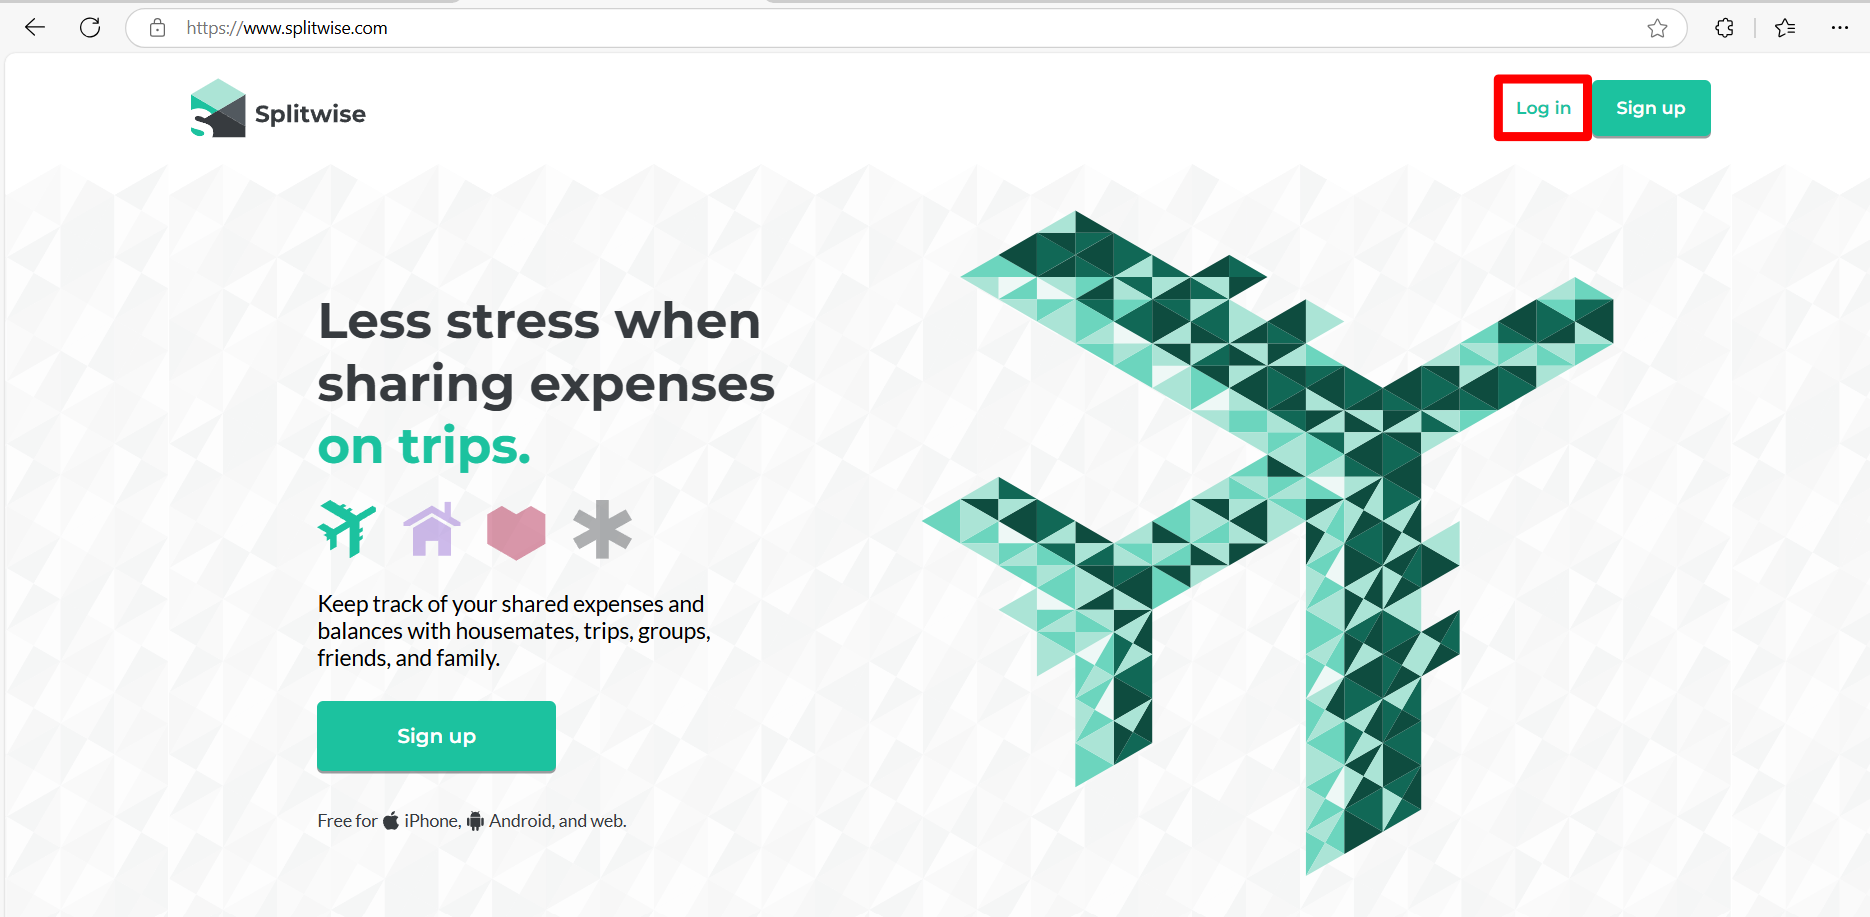 https://www.splitwise.com
Splitwise
Log in
Sign up
Less stress when
sharing expenses
on trips.
Keep track of your shared expenses and
balances with housemates, trips, groups,
friends, and family.
Sign up
Free for iPhone, Android, and web.